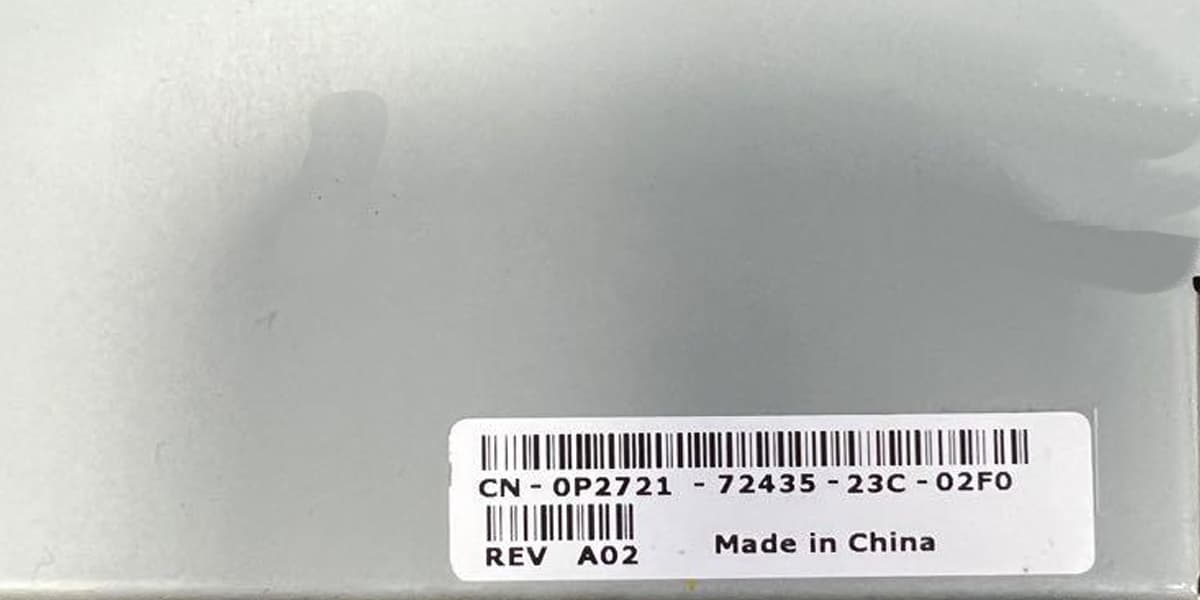 CN - 0P2721 - 72435 - 23C - 02F0
REV A02
Made in China